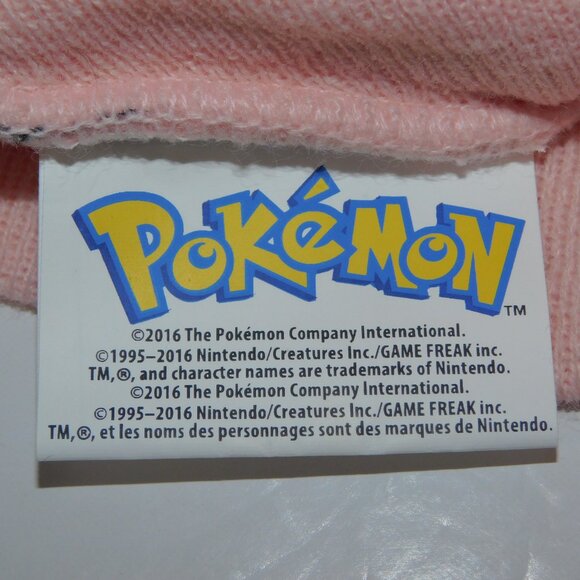 POKéMON
TM
©2016 The Pokémon Company International.
©1995–2016 Nintendo/Creatures Inc./GAME FREAK inc.
TM,®, and character names are trademarks of Nintendo.
©2016 The Pokémon Company International.
©1995–2016 Nintendo/Creatures Inc./GAME FREAK inc.
TM,®, et les noms des personnages sont des marques de Nintendo.